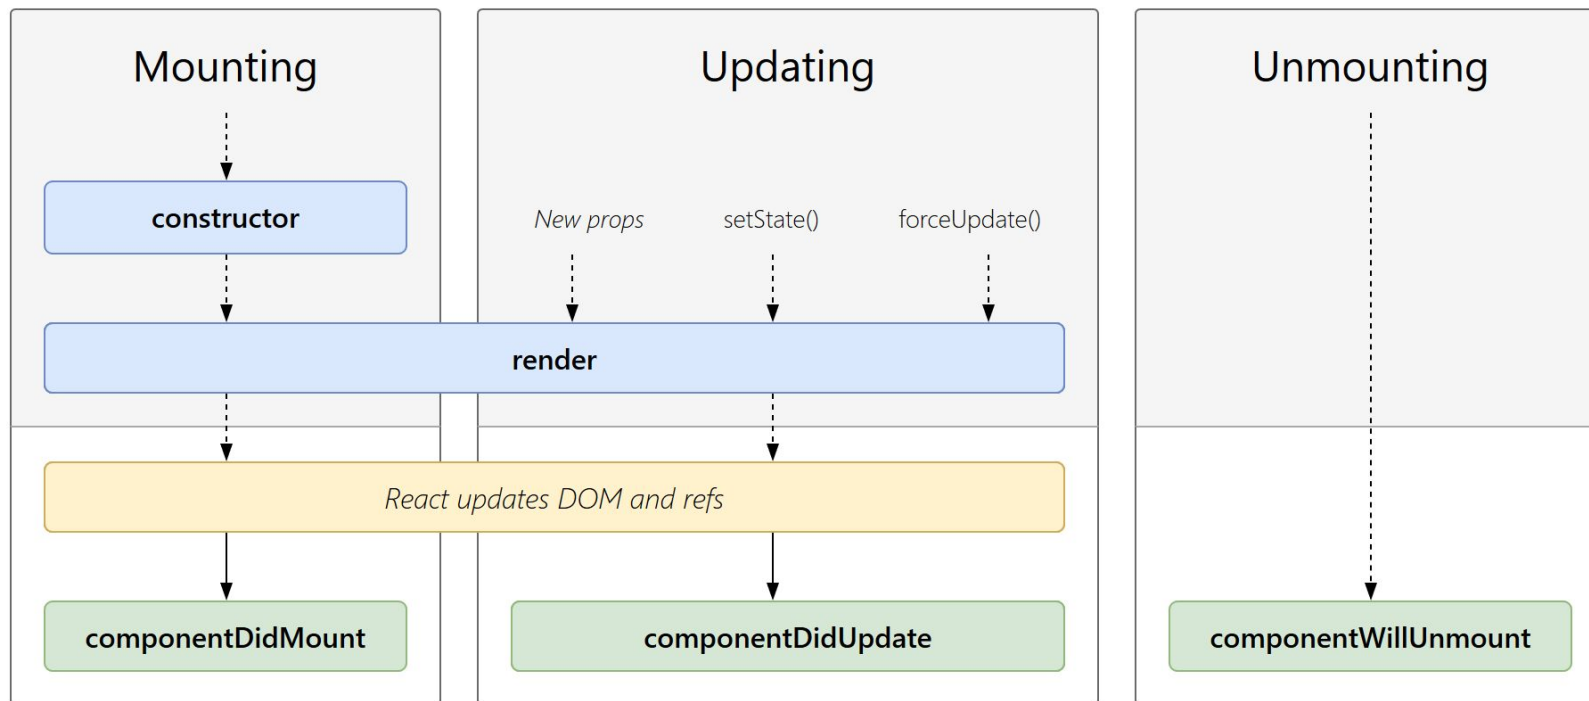 Mounting
Updating
Unmounting
constructor
New props
setState()
forceUpdate()
render
React updates DOM and refs
componentDidMount
componentDidUpdate
componentWillUnmount